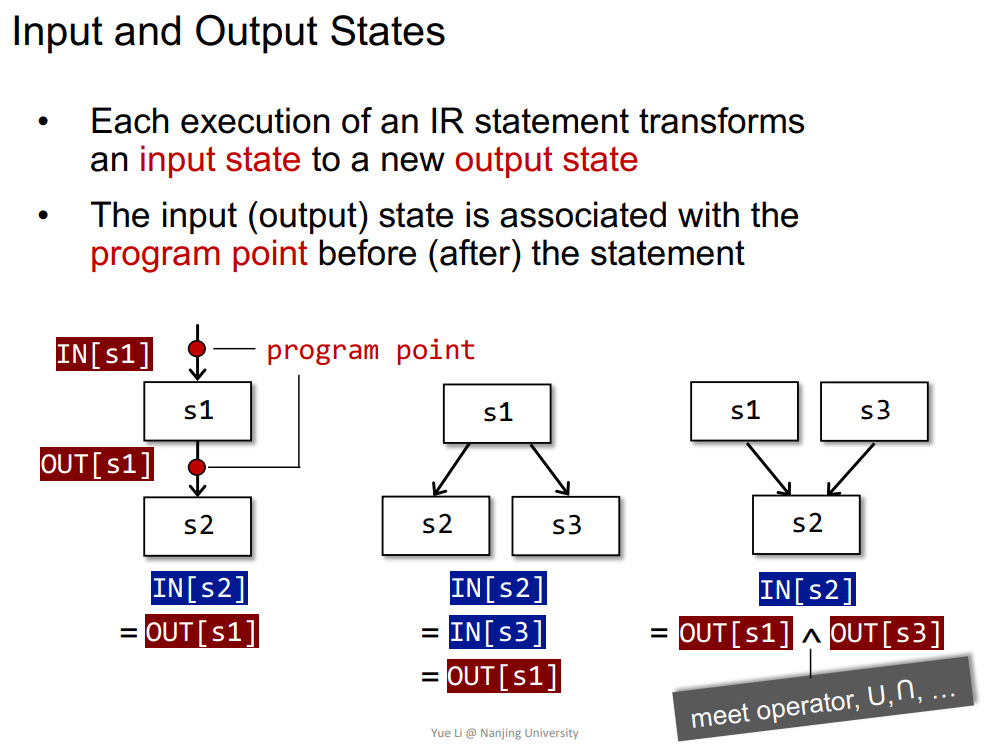 Input and Output States
• Each execution of an IR statement transforms
an input state to a new output state
• The input (output) state is associated with the
program point before (after) the statement
IN[s1]
program point
s1
OUT[s1]
s2
IN[s2]
= OUT[s1]
s1
s2
s3
IN[s2]
= IN[s3]
= OUT[s1]
s1
s3
s2
IN[s2]
= OUT[s1] ∧ OUT[s3]
meet operator, ∪,∩, …
Yue Li @ Nanjing University